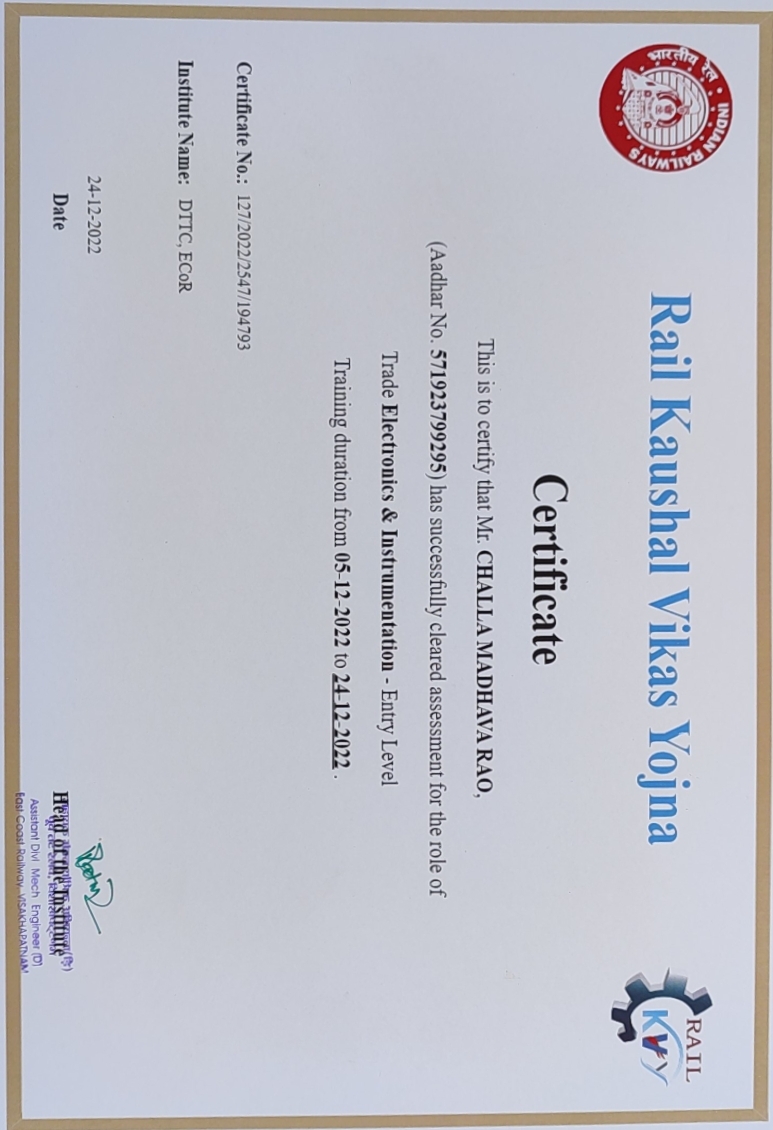 भारतीय रेल • INDIAN RAILWAYS
Rail Kaushal Vikas Yojna
RAIL
KVY
Certificate
This is to certify that Mr. CHALLA MADHAVA RAO,
(Aadhar No. 571923799295) has successfully cleared assessment for the role of
Trade Electronics & Instrumentation - Entry Level
Training duration from 05-12-2022 to 24-12-2022 .
Certificate No.: 127/2022/2547/194793
Institute Name: DTTC, ECoR
24-12-2022
Date
Head of the Institute
Assistant Divl Mech Engineer (D)
East Coast Railway, VISAKHAPATNAM